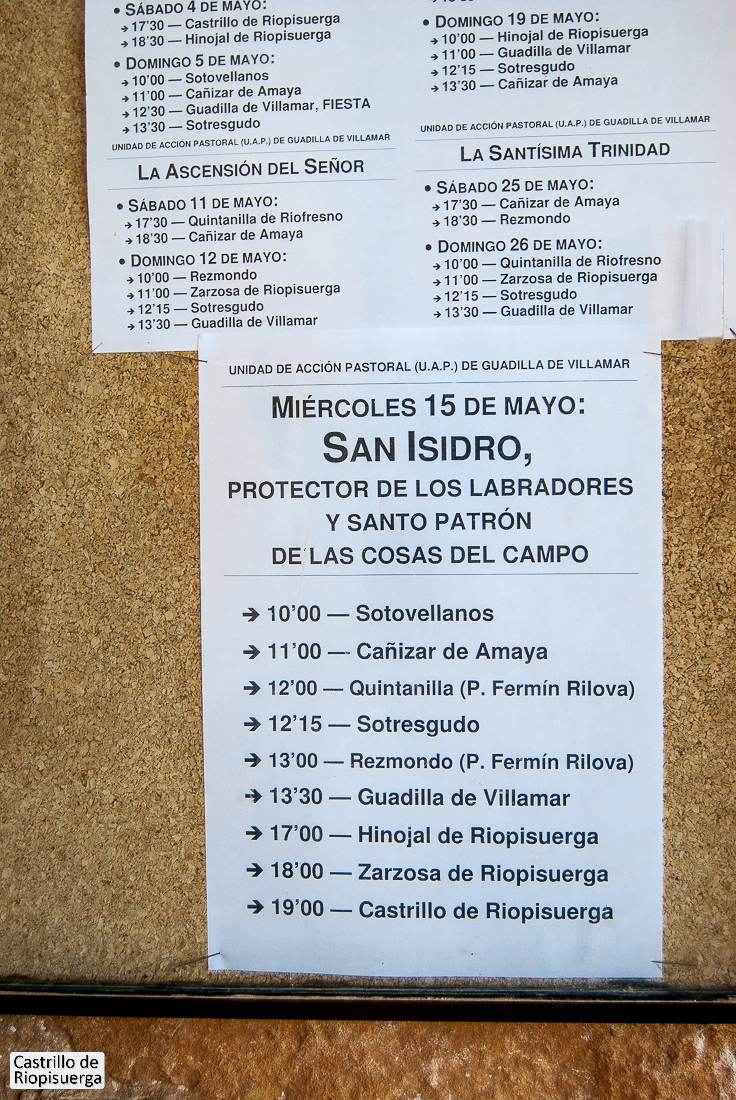 • SÁBADO 4 DE MAYO:
➔ 17'30 — Castrillo de Riopisuerga
➔ 18'30 — Hinojal de Riopisuerga
• DOMINGO 5 DE MAYO:
➔ 10'00 — Sotovellanos
➔ 11'00 — Cañizar de Amaya
➔ 12'30 — Guadilla de Villamar, FIESTA
➔ 13'30 — Sotresgudo
UNIDAD DE ACCIÓN PASTORAL (U.A.P.) DE GUADILLA DE VILLAMAR
LA ASCENSIÓN DEL SEÑOR
• SÁBADO 11 DE MAYO:
➔ 17'30 — Quintanilla de Riofresno
➔ 18'30 — Cañizar de Amaya
• DOMINGO 12 DE MAYO:
➔ 10'00 — Rezmondo
➔ 11'00 — Zarzosa de Riopisuerga
➔ 12'15 — Sotresgudo
➔ 13'30 — Guadilla de Villamar
• DOMINGO 19 DE MAYO:
➔ 10'00 — Hinojal de Riopisuerga
➔ 11'00 — Guadilla de Villamar
➔ 12'15 — Sotresgudo
➔ 13'30 — Cañizar de Amaya
UNIDAD DE ACCIÓN PASTORAL (U.A.P.) DE GUADILLA DE VILLAMAR
LA SANTÍSIMA TRINIDAD
• SÁBADO 25 DE MAYO:
➔ 17'30 — Cañizar de Amaya
➔ 18'30 — Rezmondo
• DOMINGO 26 DE MAYO:
➔ 10'00 — Quintanilla de Riofresno
➔ 11'00 — Zarzosa de Riopisuerga
➔ 12'15 — Sotresgudo
➔ 13'30 — Guadilla de Villamar
UNIDAD DE ACCIÓN PASTORAL (U.A.P.) DE GUADILLA DE VILLAMAR
MIÉRCOLES 15 DE MAYO:
SAN ISIDRO,
PROTECTOR DE LOS LABRADORES
Y SANTO PATRÓN
DE LAS COSAS DEL CAMPO
➔ 10'00 — Sotovellanos
➔ 11'00 — Cañizar de Amaya
➔ 12'00 — Quintanilla (P. Fermín Rilova)
➔ 12'15 — Sotresgudo
➔ 13'00 — Rezmondo (P. Fermín Rilova)
➔ 13'30 — Guadilla de Villamar
➔ 17'00 — Hinojal de Riopisuerga
➔ 18'00 — Zarzosa de Riopisuerga
➔ 19'00 — Castrillo de Riopisuerga
Castrillo de
Riopisuerga